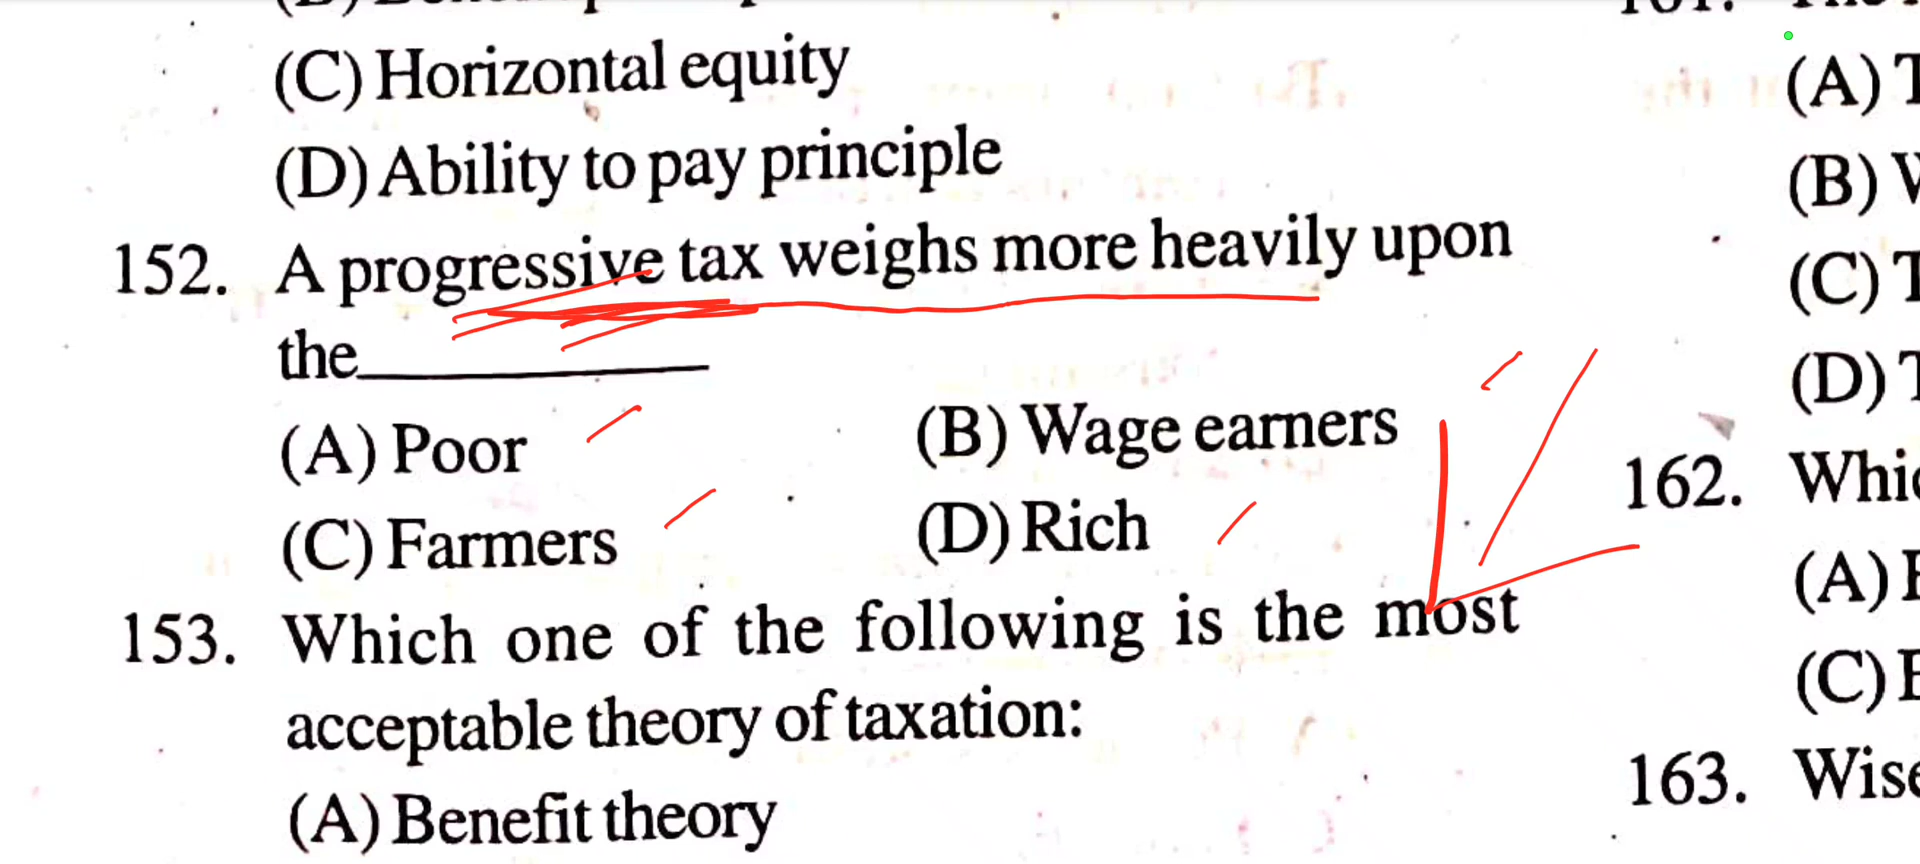 (C) Horizontal equity
(D) Ability to pay principle
152. A progressive tax weighs more heavily upon
the__________
(A) Poor (B) Wage earners
(C) Farmers (D) Rich
153. Which one of the following is the most
acceptable theory of taxation:
(A) Benefit theory
(A)
(B)
(C)
(D)
162.
(A)
(C)
163.